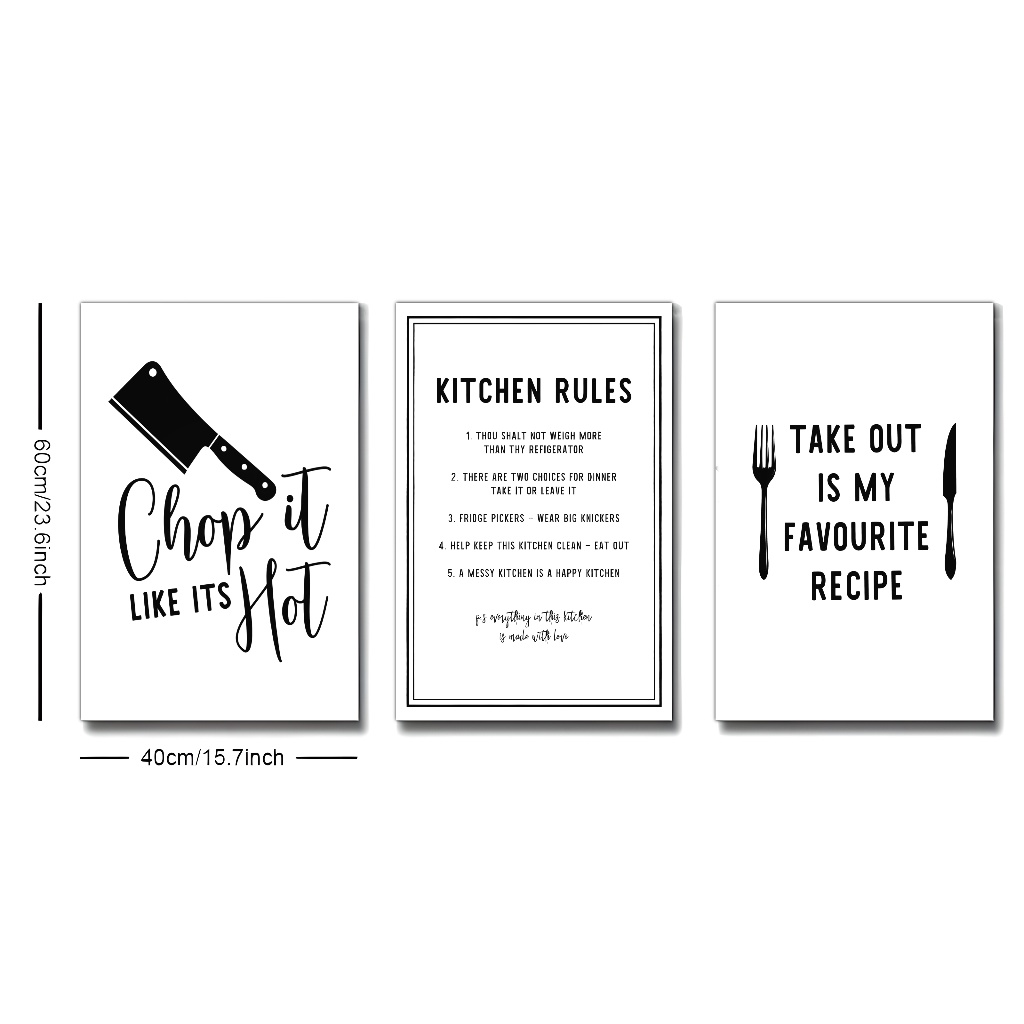 60cm/23.6inch
Chop it
LIKE ITS Hot
40cm/15.7inch
KITCHEN RULES
1. THOU SHALT NOT WEIGH MORE
THAN THY REFIGERATOR
2. THERE ARE TWO CHOICES FOR DINNER
TAKE IT OR LEAVE IT
3. FRIDGE PICKERS - WEAR BIG KNICKERS
4. HELP KEEP THIS KITCHEN CLEAN - EAT OUT
5. A MESSY KITCHEN IS A HAPPY KITCHEN
p.s everything in this kitchen
is made with love
TAKE OUT
IS MY
FAVOURITE
RECIPE